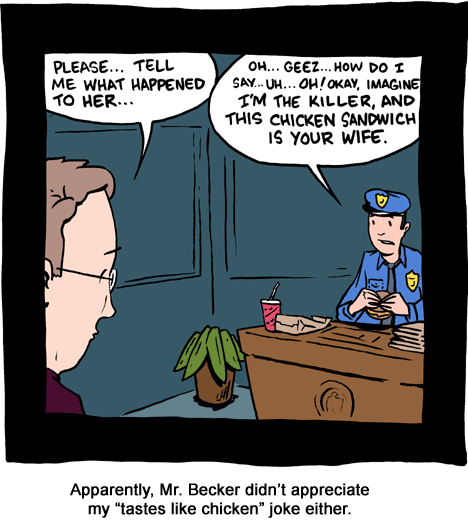 PLEASE... TELL
ME WHAT HAPPENED
TO HER...
OH... GEEZ... HOW DO I
SAY... UH... OH! OKAY, IMAGINE
I'M THE KILLER, AND
THIS CHICKEN SANDWICH
IS YOUR WIFE.
Apparently, Mr. Becker didn't appreciate
my “tastes like chicken” joke either.